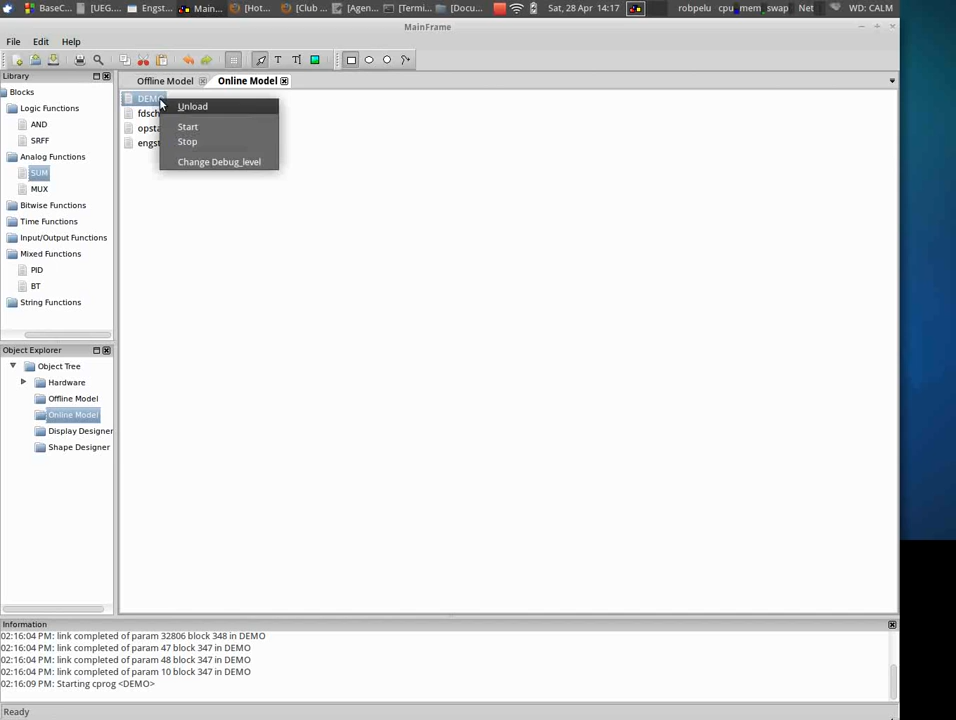 BaseC...
[UEG....
Engst...
Main...
[Hot...
[Club ...
[Agen...
[Termi...
[Docu...
Sat, 28 Apr 14:17
robpelu
cpu mem swap
Net
WD: CALM
MainFrame
File Edit Help
Library
Offline Model
Online Model
Blocks
Logic Functions
AND
SRFF
Analog Functions
SUM
MUX
Bitwise Functions
Time Functions
Input/Output Functions
Mixed Functions
PID
BT
String Functions
DEMO
fdsch
opsta
engst
Unload
Start
Stop
Change Debug_level
Object Explorer
Object Tree
Hardware
Offline Model
Online Model
Display Designer
Shape Designer
Information
02:16:04 PM: link completed of param 32806 block 348 in DEMO
02:16:04 PM: link completed of param 47 block 347 in DEMO
02:16:04 PM: link completed of param 48 block 347 in DEMO
02:16:04 PM: link completed of param 10 block 347 in DEMO
02:16:09 PM: Starting cprog <DEMO>
Ready